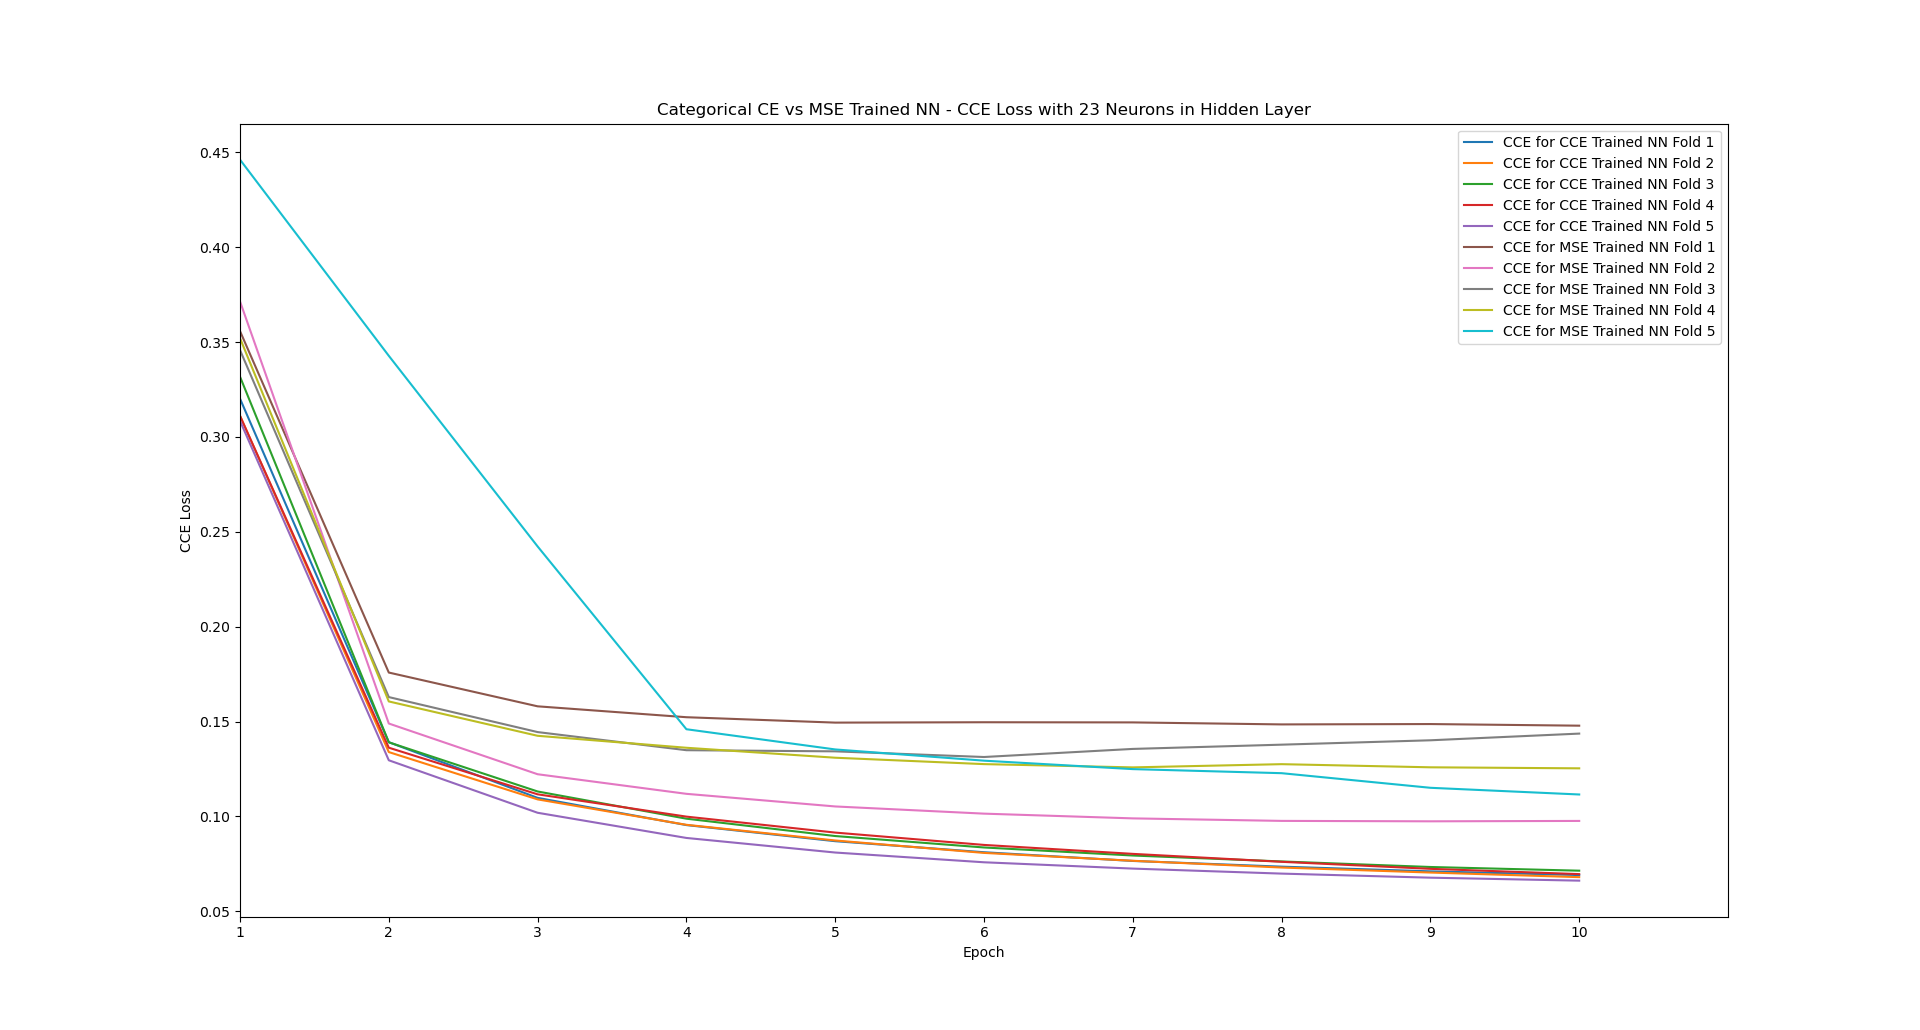 Categorical CE vs MSE Trained NN - CCE Loss with 23 Neurons in Hidden Layer
CCE for CCE Trained NN Fold 1
CCE for CCE Trained NN Fold 2
CCE for CCE Trained NN Fold 3
CCE for CCE Trained NN Fold 4
CCE for CCE Trained NN Fold 5
CCE for MSE Trained NN Fold 1
CCE for MSE Trained NN Fold 2
CCE for MSE Trained NN Fold 3
CCE for MSE Trained NN Fold 4
CCE for MSE Trained NN Fold 5
CCE Loss
0.45
0.40
0.35
0.30
0.25
0.20
0.15
0.10
0.05
1 2 3 4 5 6 7 8 9 10
Epoch